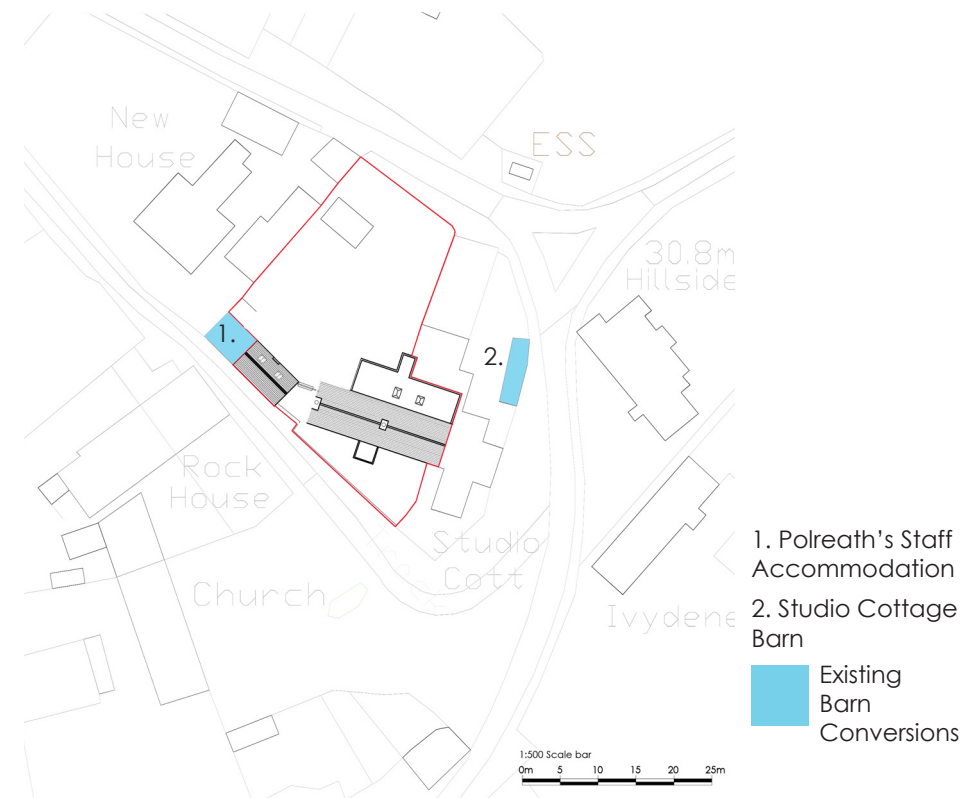 New
House
ESS
30.8m
Hillside
1.
2.
Rock
House
Studio
Cott
Church
Ivydene
1. Polreath's Staff
Accommodation
2. Studio Cottage
Barn
Existing
Barn
Conversions
1:500 Scale bar
0m 5 10 15 20 25m